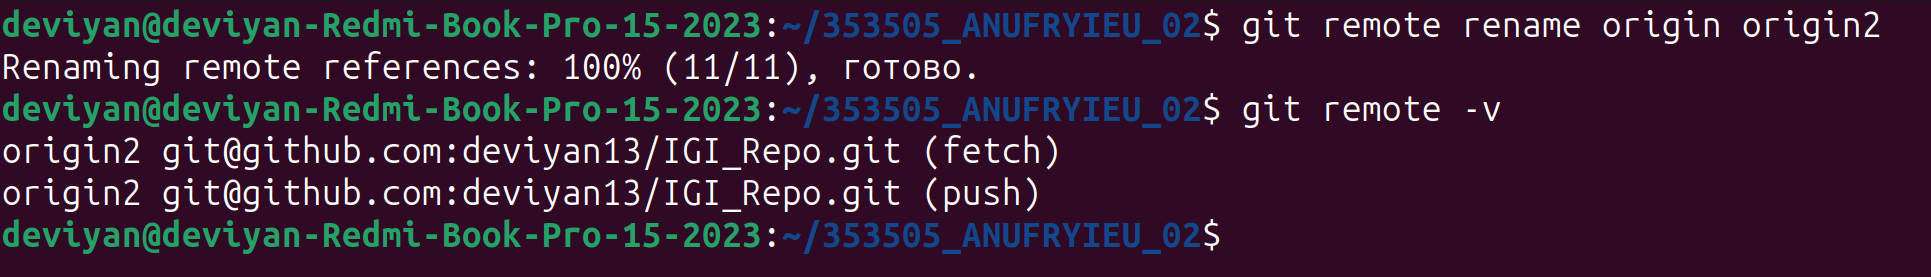 deviyan@deviyan-Redmi-Book-Pro-15-2023:~/353505_ANUFRYIEU_02$ git remote rename origin origin2
Renaming remote references: 100% (11/11), готово.
deviyan@deviyan-Redmi-Book-Pro-15-2023:~/353505_ANUFRYIEU_02$ git remote -v
origin2 git@github.com:deviyan13/IGI_Repo.git (fetch)
origin2 git@github.com:deviyan13/IGI_Repo.git (push)
deviyan@deviyan-Redmi-Book-Pro-15-2023:~/353505_ANUFRYIEU_02$